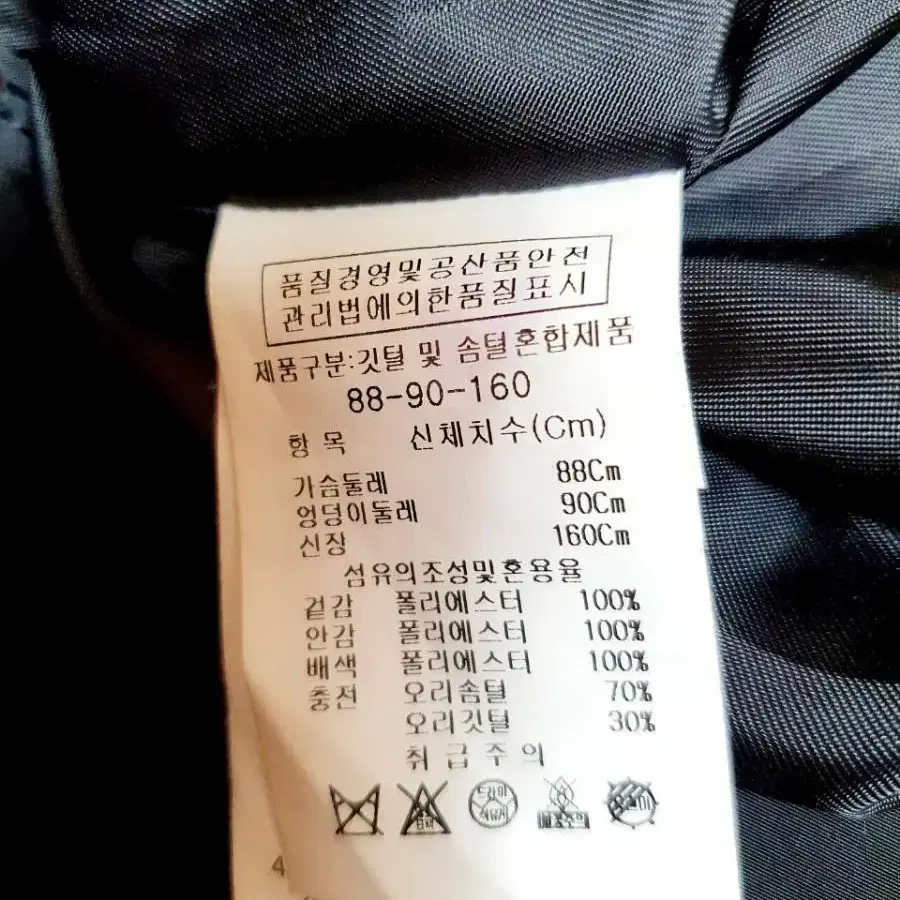 품질경영및공산품안전
관리법에의한품질표시
제품구분:깃털 및 솜털혼합제품
88-90-160
항 목 신체치수(Cm)
가슴둘레 88Cm
엉덩이둘레 90Cm
신장 160Cm
섬유의조성및혼용율
겉감 폴리에스터 100%
안감 폴리에스터 100%
배색 폴리에스터 100%
충전 오리솜털 70%
오리깃털 30%
취 급 주 의
드라이
4